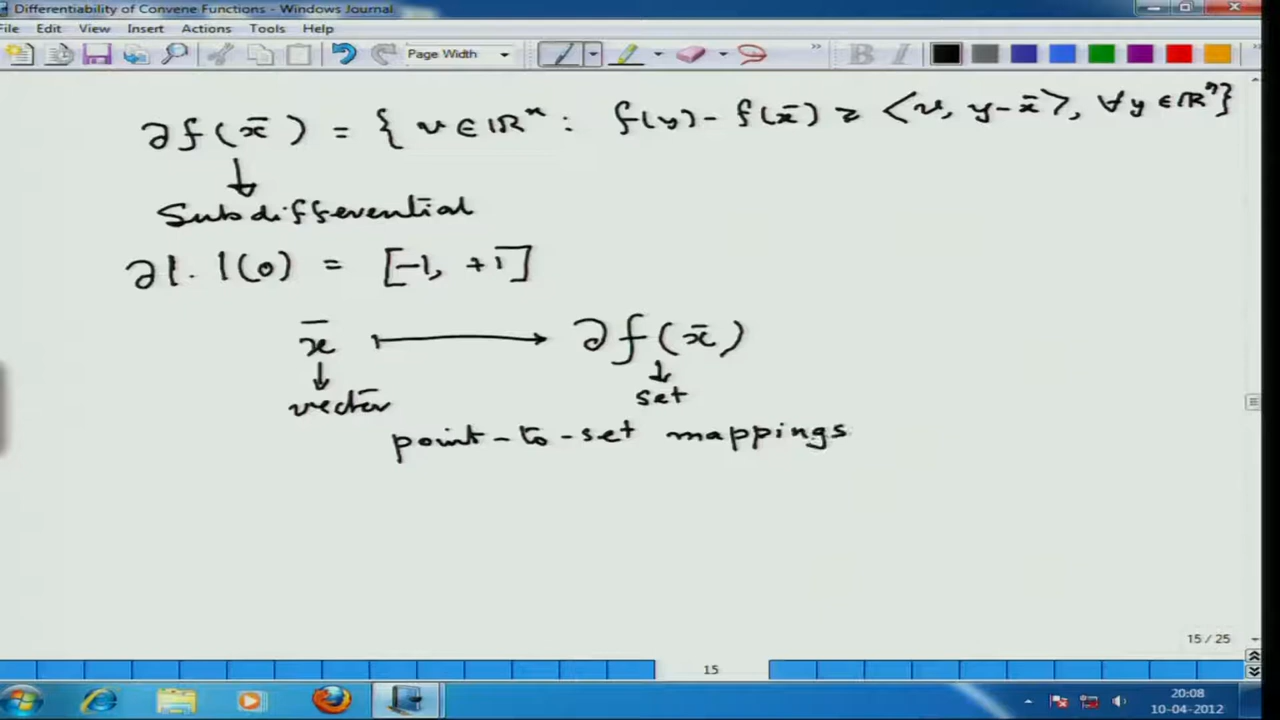 Differentiability of Convene Functions - Windows Journal
File Edit View Insert Actions Tools Help
Page Width
B I
∂f(x̄) = {v ∈ ℝⁿ : f(y) - f(x̄) ≥ ⟨v, y-x̄⟩, ∀y ∈ ℝⁿ}
Subdifferential
∂|.|(0) = [-1, +1]
x̄ ⟼ ∂f(x̄)
vector set
point-to-set mappings
15 / 25
15
20:08
10-04-2012